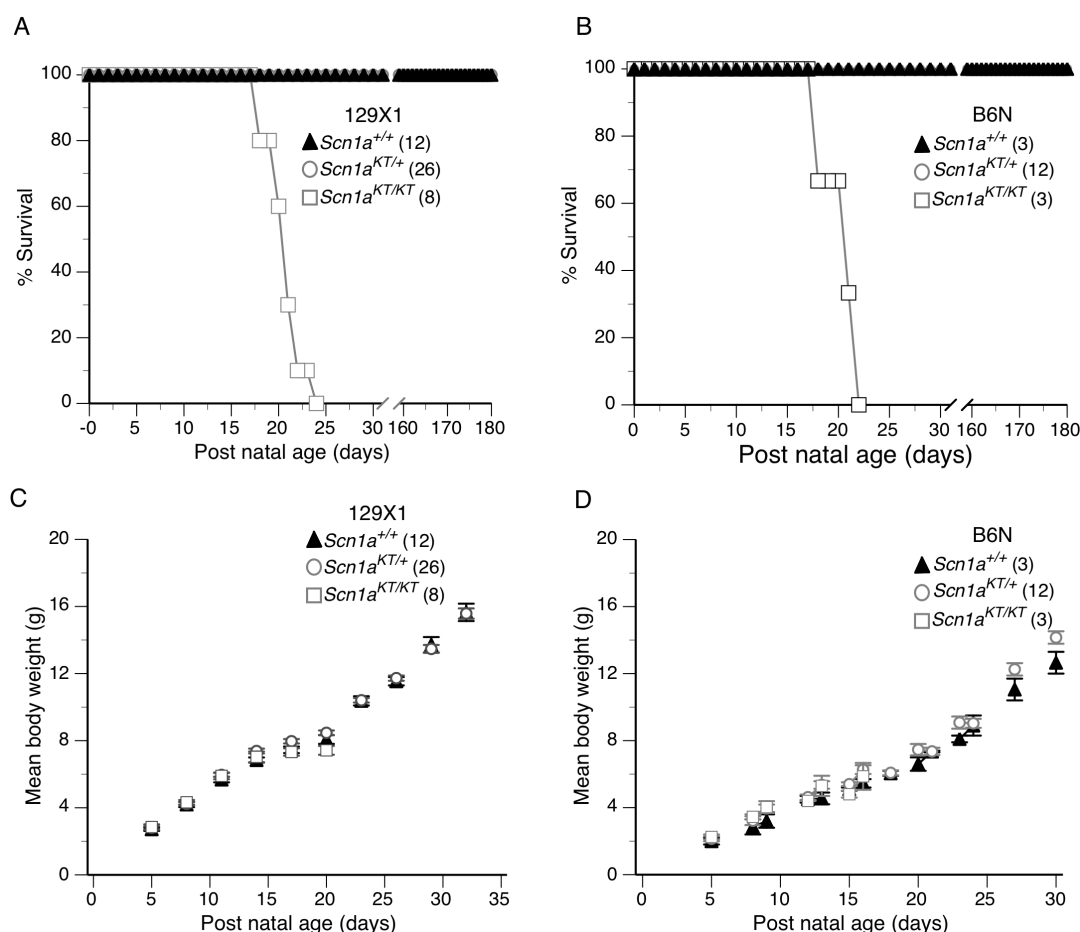 A
100
80
60
40
20
0
% Survival
129X1
Scn1a+/+ (12)
Scn1aKT/+ (26)
Scn1aKT/KT (8)
-0 5 10 15 20 25 30 160 170 180
Post natal age (days)
B
100
80
60
40
20
0
% Survival
B6N
Scn1a+/+ (3)
Scn1aKT/+ (12)
Scn1aKT/KT (3)
0 5 10 15 20 25 30 160 170 180
Post natal age (days)
C
20
16
12
8
4
0
Mean body weight (g)
129X1
Scn1a+/+ (12)
Scn1aKT/+ (26)
Scn1aKT/KT (8)
0 5 10 15 20 25 30 35
Post natal age (days)
D
20
16
12
8
4
0
Mean body weight (g)
B6N
Scn1a+/+ (3)
Scn1aKT/+ (12)
Scn1aKT/KT (3)
0 5 10 15 20 25 30
Post natal age (days)